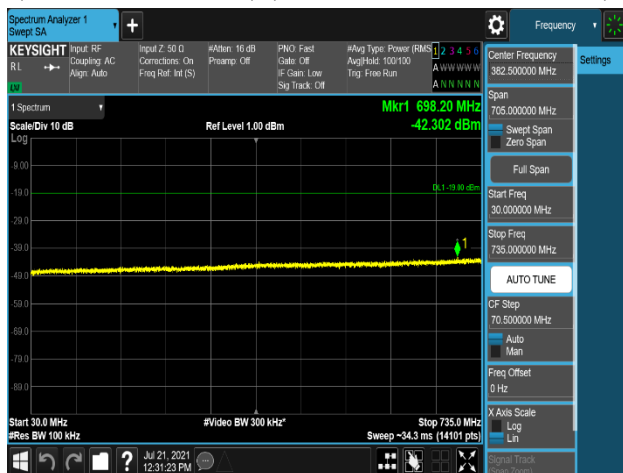 Spectrum Analyzer 1
Swept SA
Frequency
KEYSIGHT
RL
LXI
Input: RF
Coupling: AC
Align: Auto
Input Z: 50 Ω
Corrections: On
Freq Ref: Int (S)
#Atten: 16 dB
Preamp: Off
PNO: Fast
Gate: Off
IF Gain: Low
Sig Track: Off
#Avg Type: Power (RMS
Avg|Hold: 100/100
Trig: Free Run
1 2 3 4 5 6
A W W W W W
A N N N N N
Settings
Center Frequency
382.500000 MHz
Span
705.000000 MHz
Swept Span
Zero Span
Full Span
Start Freq
30.000000 MHz
Stop Freq
735.000000 MHz
AUTO TUNE
CF Step
70.500000 MHz
Auto
Man
Freq Offset
0 Hz
X Axis Scale
Log
Lin
Signal Track
(Span Zoom)
1 Spectrum
Scale/Div 10 dB
Ref Level 1.00 dBm
Mkr1 698.20 MHz
-42.302 dBm
Log
-9.00
-19.0
DL1 -19.00 dBm
-29.0
-39.0
1
-49.0
-59.0
-69.0
-79.0
-89.0
Start 30.0 MHz
#Video BW 300 kHz*
Stop 735.0 MHz
#Res BW 100 kHz
Sweep ~34.3 ms (14101 pts)
Jul 21, 2021
12:31:23 PM